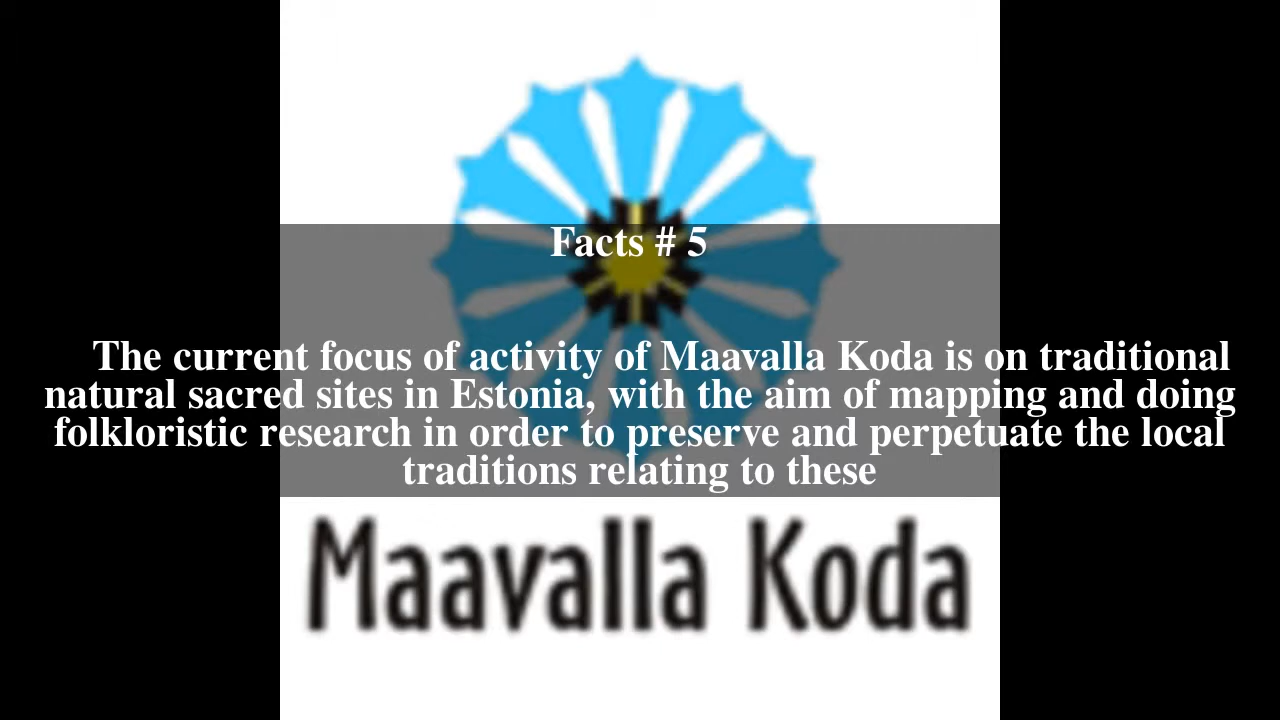 Facts # 5
The current focus of activity of Maavalla Koda is on traditional
natural sacred sites in Estonia, with the aim of mapping and doing
folkloristic research in order to preserve and perpetuate the local
traditions relating to these
Maavalla Koda